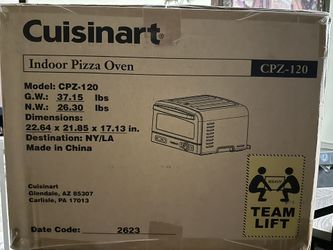 Cuisinart®
Indoor Pizza Oven CPZ-120
Model: CPZ-120
G.W.: 37.15 lbs
N.W.: 26.30 lbs
Dimensions:
22.64 x 21.85 x 17.13 in.
Destination: NY/LA
Made in China
Cuisinart
Glendale, AZ 85307
Carlisle, PA 17013
Date Code: 2623
TEAM
LIFT